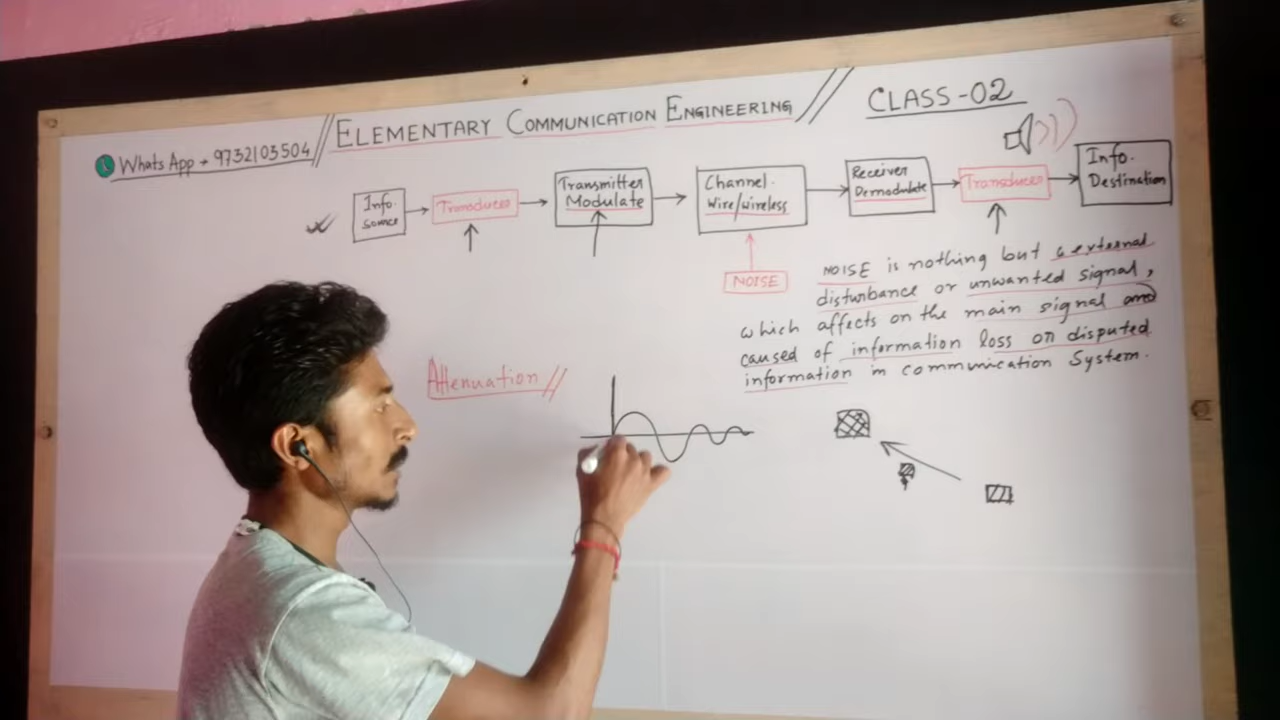 WhatsApp → 9732103504 // ELEMENTARY COMMUNICATION ENGINEERING // CLASS-02
Info. source
Transducer
Transmitter Modulate
Channel. Wire/wireless
Receiver Demodulate
Transducer
Info. Destination
NOISE
NOISE is nothing but a external
disturbance or unwanted signal,
which affects on the main signal and
caused of information loss or disputed
information in communication System.
Attenuation //